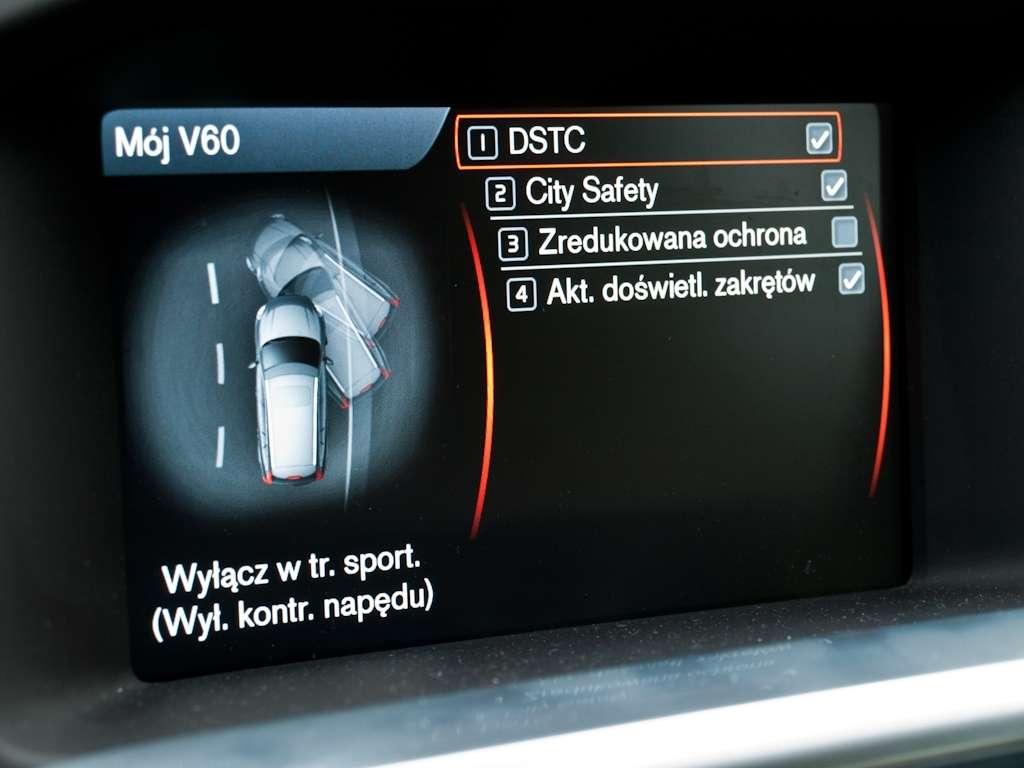 Mój V60
1 DSTC
2 City Safety
3 Zredukowana ochrona
4 Akt. doświetl. zakrętów
Wyłącz w tr. sport.
(Wył. kontr. napędu)